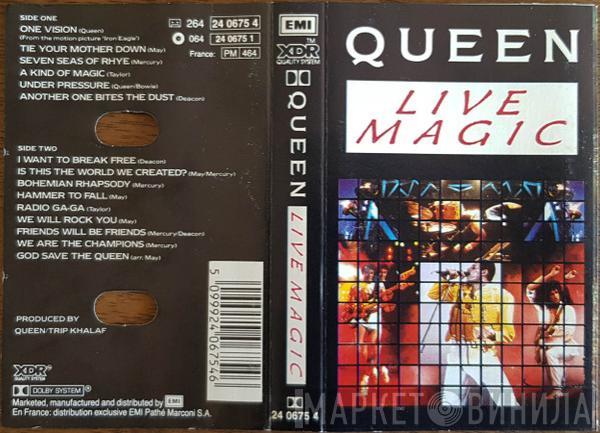 SIDE ONE
ONE VISION (Queen)
(From the motion picture 'Iron Eagle')
TIE YOUR MOTHER DOWN (May)
SEVEN SEAS OF RHYE (Mercury)
A KIND OF MAGIC (Taylor)
UNDER PRESSURE (Queen/Bowie)
ANOTHER ONE BITES THE DUST (Deacon)
264 24 0675 4
064 24 0675 1
France: PM 464
SIDE TWO
I WANT TO BREAK FREE (Deacon)
IS THIS THE WORLD WE CREATED? (May/Mercury)
BOHEMIAN RHAPSODY (Mercury)
HAMMER TO FALL (May)
RADIO GA-GA (Taylor)
WE WILL ROCK YOU (May)
FRIENDS WILL BE FRIENDS (Mercury/Deacon)
WE ARE THE CHAMPIONS (Mercury)
GOD SAVE THE QUEEN (arr. May)
5 099924 067546
PRODUCED BY
QUEEN/TRIP KHALAF
XDR
QUALITY SYSTEM
DOLBY SYSTEM®
Marketed, manufactured and distributed by EMI
En France: distribution exclusive EMI Pathé Marconi S.A.
EMI
XDR™
QUALITY SYSTEM
QUEEN LIVE MAGIC
24 0675 4
QUEEN
LIVE
MAGIC
МАРКЕТ ВИНИЛА